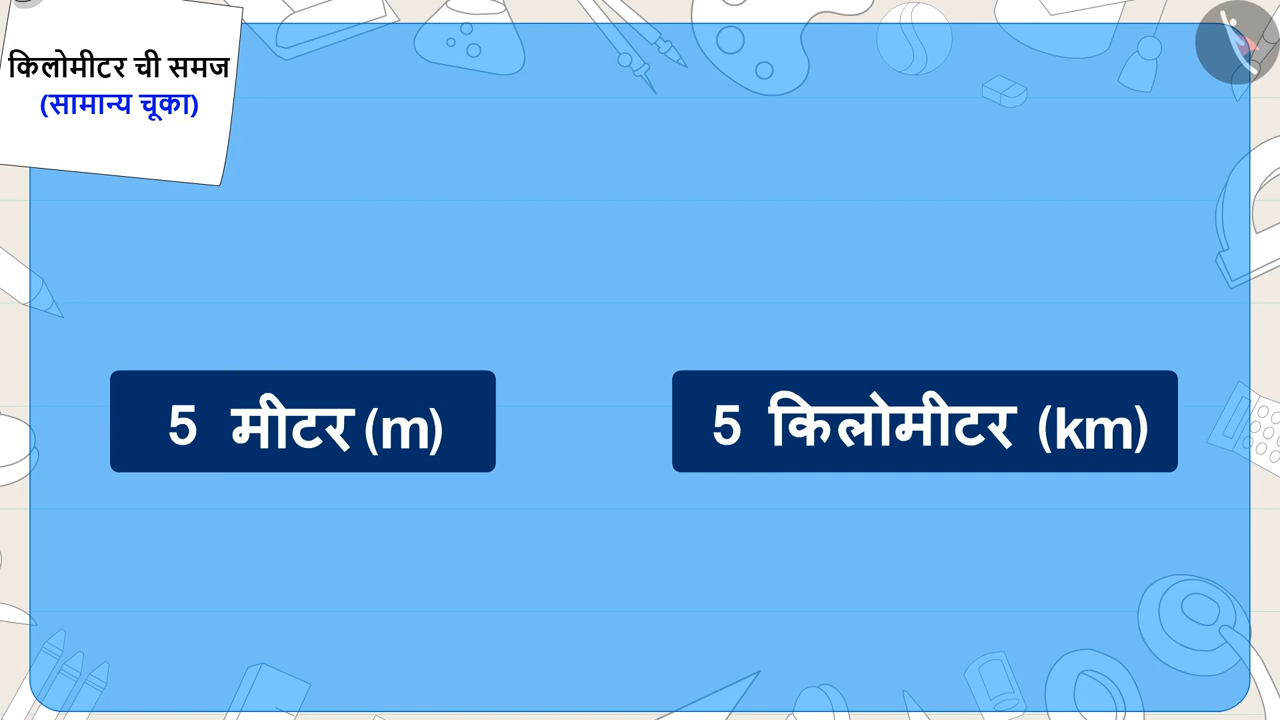 किलोमीटर ची समज
(सामान्य चूका)
5 मीटर (m)
5 किलोमीटर (km)